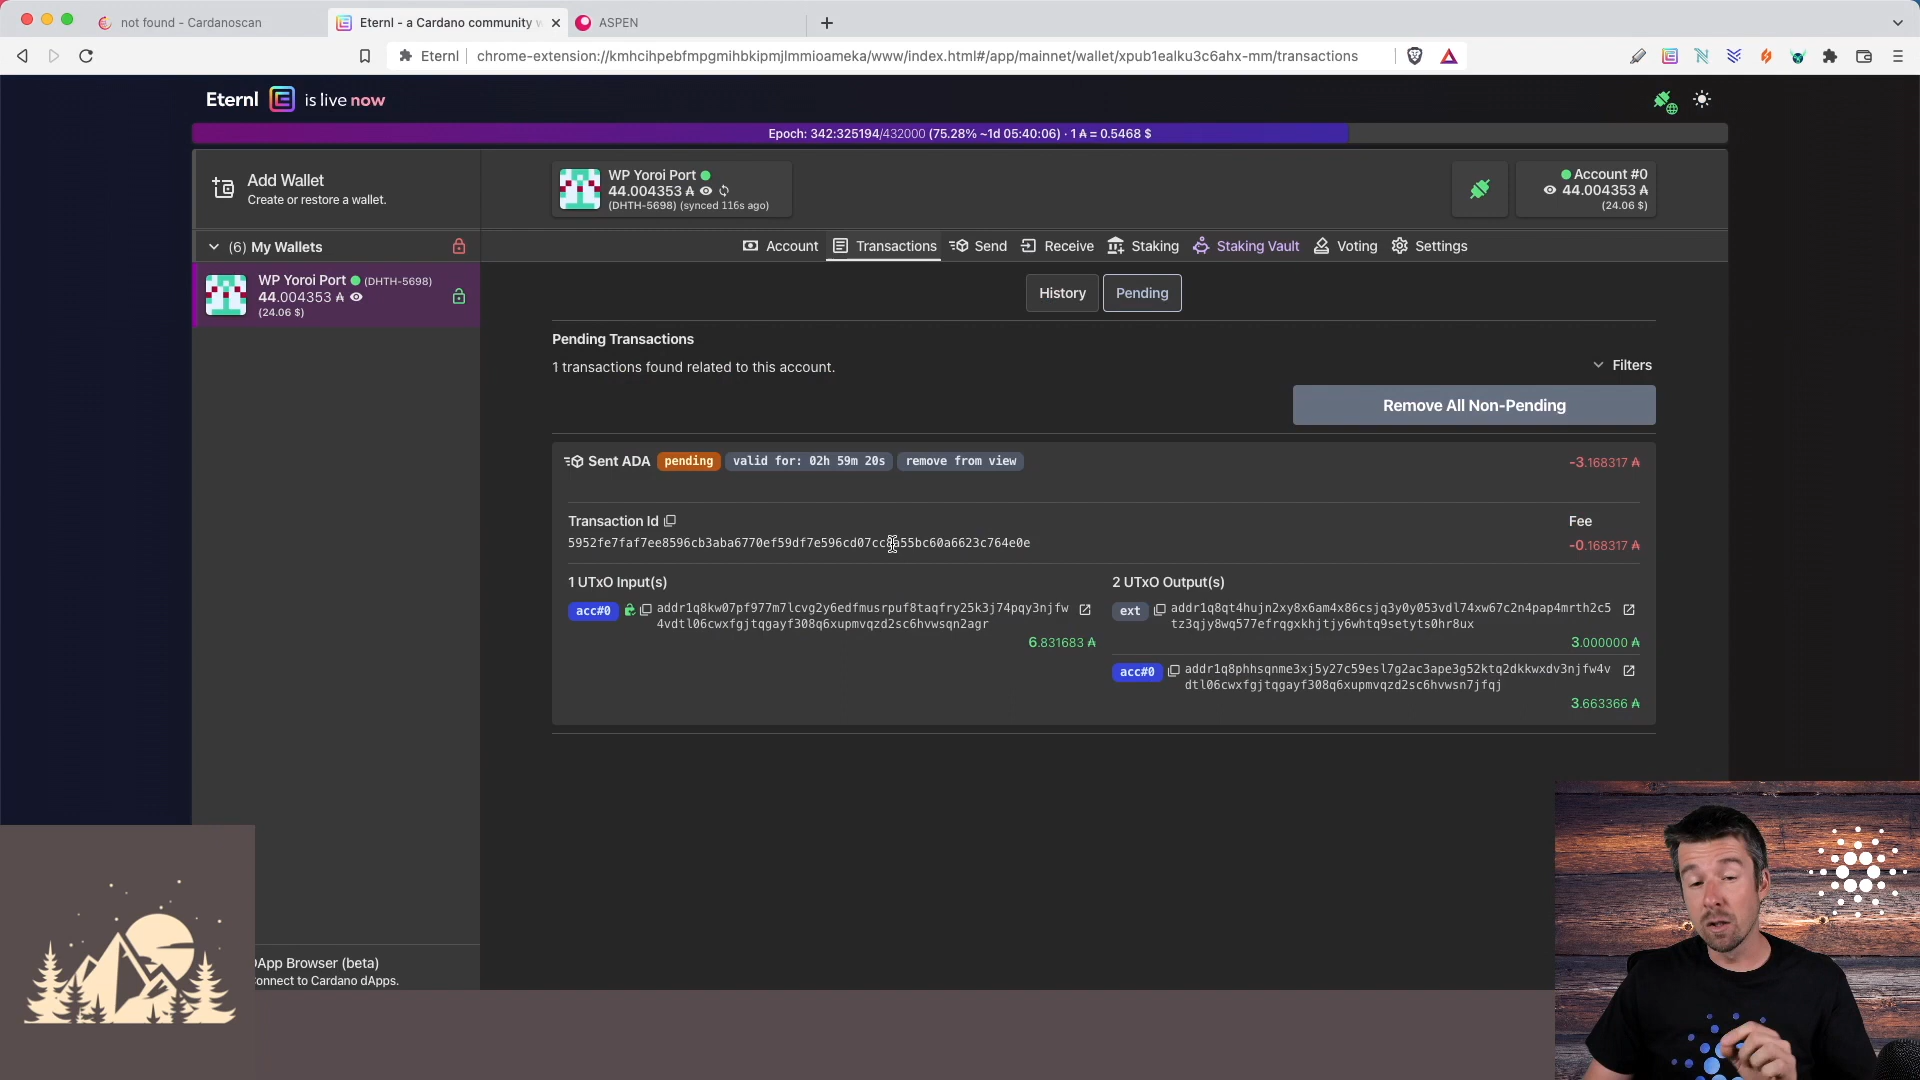 not found - Cardanoscan
Eternl - a Cardano community w
ASPEN
Eternl
chrome-extension://kmhcihpebfmpgmihbkipmjlmmioameka/www/index.html#/app/mainnet/wallet/xpub1ealku3c6ahx-mm/transactions
Eternl is live now
Epoch: 342:325194/432000 (75.28% ~1d 05:40:06) · 1 ₳ = 0.5468 $
Add Wallet
Create or restore a wallet.
WP Yoroi Port
44.004353 ₳
(DHTH-5698) (synced 116s ago)
Account #0
44.004353 ₳
(24.06 $)
(6) My Wallets
Account
Transactions
Send
Receive
Staking
Staking Vault
Voting
Settings
WP Yoroi Port (DHTH-5698)
44.004353 ₳
(24.06 $)
History
Pending
Pending Transactions
1 transactions found related to this account.
Filters
Remove All Non-Pending
Sent ADA pending valid for: 02h 59m 20s remove from view
-3.168317 ₳
Transaction Id
Fee
-0.168317 ₳
1 UTxO Input(s)
acc#0 addr1q8kw07pf977m7lcvg2y6edfmusrpuf8taqfry25k3j74pqy3njfw
4vdtl06cwxfgjtqgayf308q6xupmvqzd2sc6hvwsqn2agr
6.831683 ₳
2 UTxO Output(s)
ext addr1q8qt4hujn2xy8x6am4x86csjq3y0y053vdl74xw67c2n4pap4mrth2c5
tz3qjy8wq577efrqgxkhjtjy6whtq9setyts0hr8ux
3.000000 ₳
acc#0 addr1q8phhsqnme3xj5y27c59esl7g2ac3ape3g52ktq2dkkwxdv3njfw4v
dtl06cwxfgjtqgayf308q6xupmvqzd2sc6hvwsn7jfqj
3.663366 ₳
App Browser (beta)
onnect to Cardano dApps.